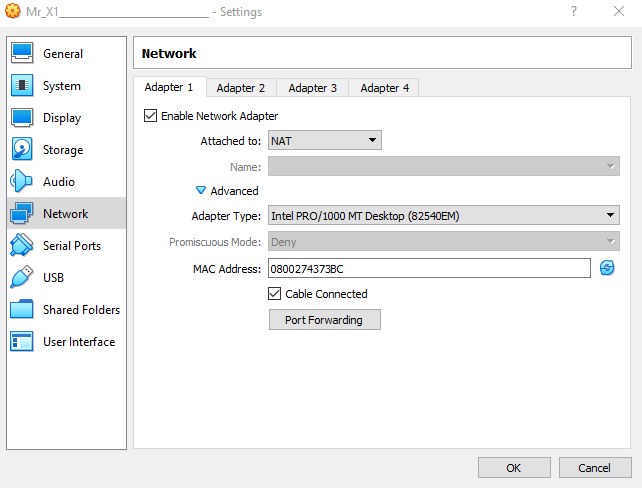 Mr_X1_________________________ - Settings
? ×
General
System
Display
Storage
Audio
Network
Serial Ports
USB
Shared Folders
User Interface
Network
Adapter 1 Adapter 2 Adapter 3 Adapter 4
Enable Network Adapter
Attached to: NAT
Name:
Advanced
Adapter Type: Intel PRO/1000 MT Desktop (82540EM)
Promiscuous Mode: Deny
MAC Address: 0800274373BC
Cable Connected
Port Forwarding
OK Cancel